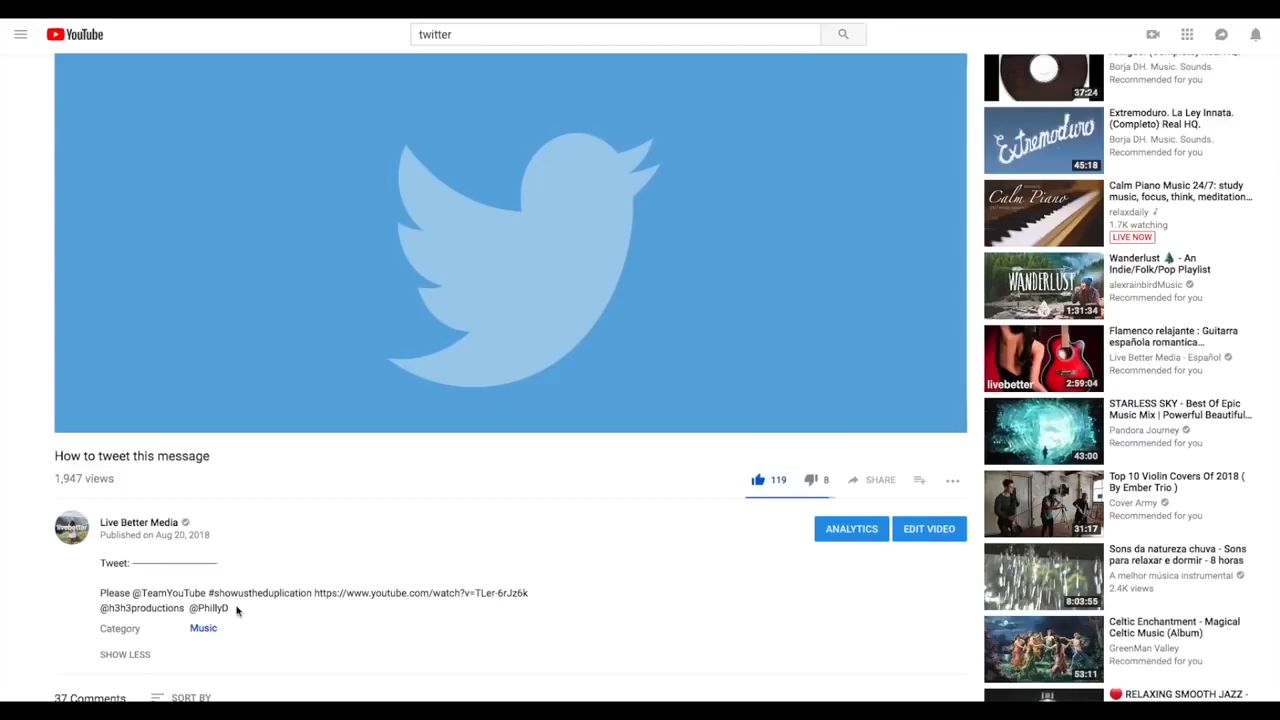 YouTube
twitter
37:24
Borja DH. Music. Sounds.
Recommended for you
Extremoduro
45:18
Extremoduro. La Ley Innata.
(Completo) Real HQ.
Borja DH. Music. Sounds.
Recommended for you
Calm Piano
Calm Piano Music 24/7: study
music, focus, think, meditation...
relaxdaily
1.7K watching
LIVE NOW
WANDERLUST
1:31:34
Wanderlust 🌲 - An
Indie/Folk/Pop Playlist
alexrainbirdMusic
Recommended for you
livebetter
2:59:04
Flamenco relajante : Guitarra
española romantica...
Live Better Media - Español
Recommended for you
43:00
STARLESS SKY - Best Of Epic
Music Mix | Powerful Beautiful...
Pandora Journey
Recommended for you
31:17
Top 10 Violin Covers Of 2018 (
By Ember Trio )
Cover Army
Recommended for you
8:03:55
Sons da natureza chuva - Sons
para relaxar e dormir - 8 horas
A melhor música instrumental
2.4K views
53:11
Celtic Enchantment - Magical
Celtic Music (Album)
GreenMan Valley
Recommended for you
🔴 RELAXING SMOOTH JAZZ -
How to tweet this message
1,947 views
119
8
SHARE
livebetter
Live Better Media
Published on Aug 20, 2018
ANALYTICS
EDIT VIDEO
Tweet: ——————
Please @TeamYouTube #showustheduplication https://www.youtube.com/watch?v=TLer-6rJz6k
@h3h3productions @PhillyD
Category
Music
SHOW LESS
37 Comments
SORT BY